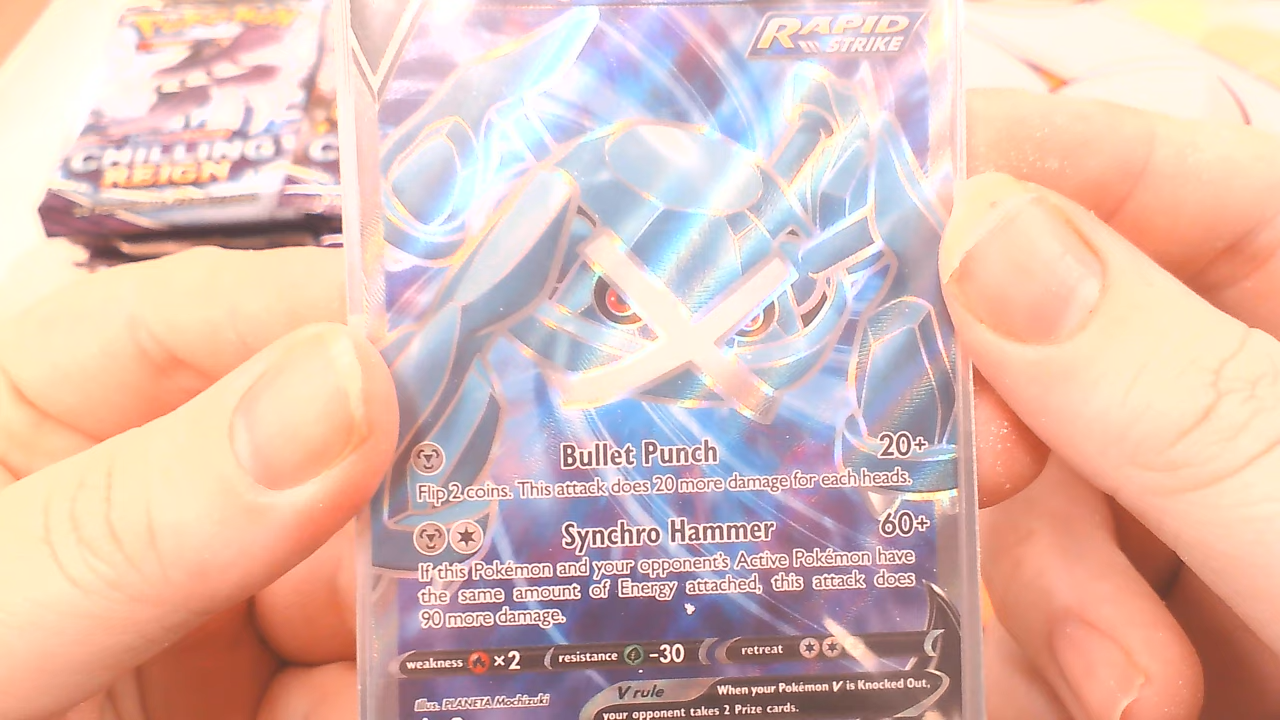 Pokémon
CHILLING
REIGN
C
RAPID
STRIKE
Bullet Punch 20+
Flip 2 coins. This attack does 20 more damage for each heads.
Synchro Hammer 60+
If this Pokémon and your opponent's Active Pokémon have
the same amount of Energy attached, this attack does
90 more damage.
weakness ×2 resistance -30 retreat
Illus. PLANETA Mochizuki
V rule When your Pokémon V is Knocked Out,
your opponent takes 2 Prize cards.